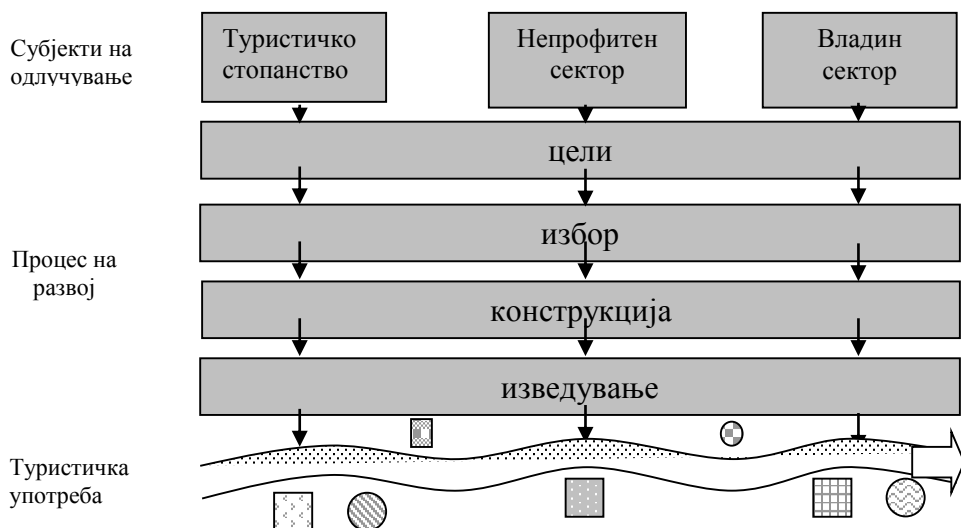 Субјекти на
одлучување
Туристичко
стопанство
Непрофитен
сектор
Владин
сектор
цели
Процес на
развој
избор
конструкција
изведување
Туристичка
употреба